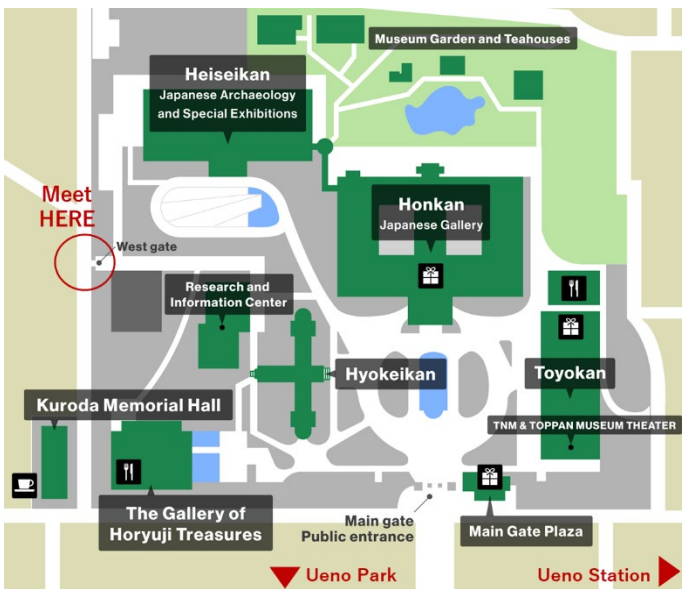 Museum Garden and Teahouses
Heiseikan
Japanese Archaeology
and Special Exhibitions
Meet
HERE
West gate
Honkan
Japanese Gallery
Research and
Information Center
Hyokeikan
Toyokan
Kuroda Memorial Hall
TNM & TOPPAN MUSEUM THEATER
The Gallery of
Horyuji Treasures
Main gate
Public entrance
Main Gate Plaza
Ueno Park
Ueno Station